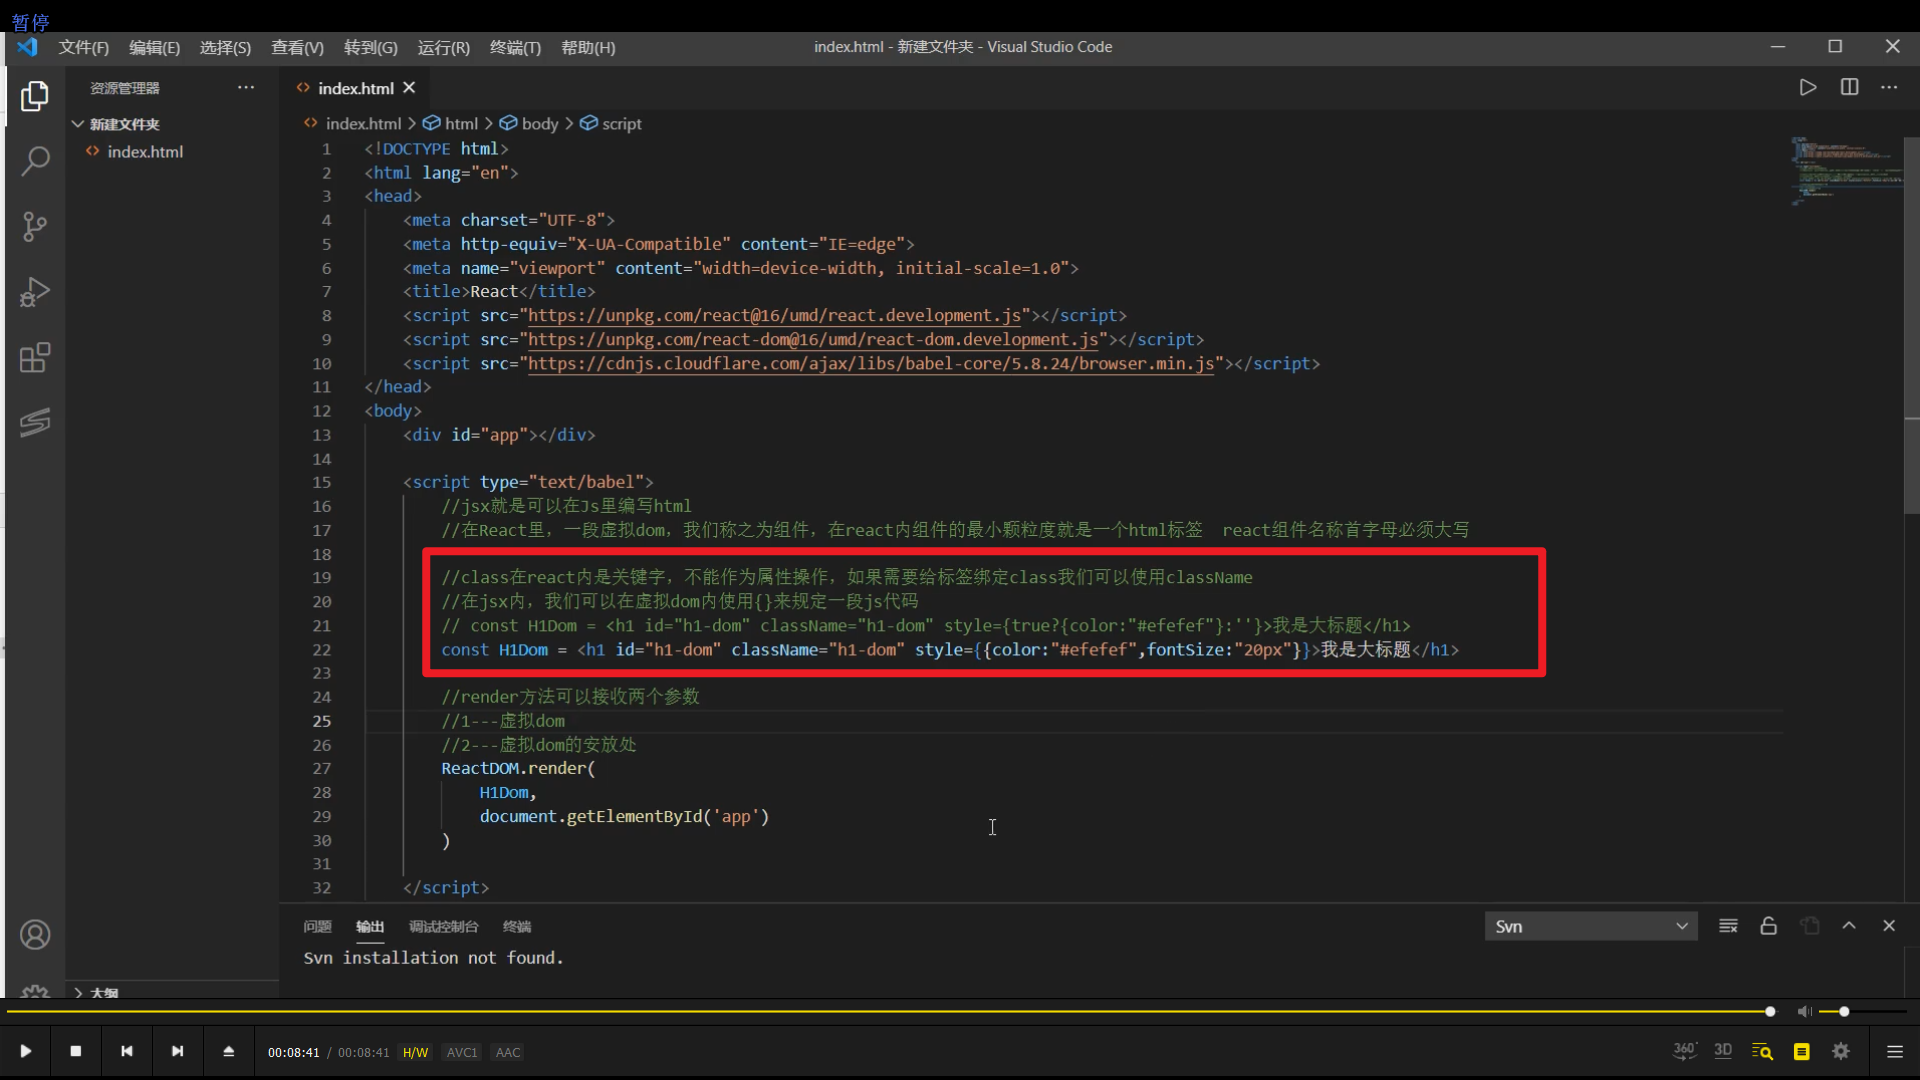 暂停
文件(F) 编辑(E) 选择(S) 查看(V) 转到(G) 运行(R) 终端(T) 帮助(H) index.html - 新建文件夹 - Visual Studio Code
资源管理器 ··· index.html
新建文件夹
index.html
index.html > html > body > script
1 <!DOCTYPE html>
2 <html lang="en">
3 <head>
4 <meta charset="UTF-8">
5 <meta http-equiv="X-UA-Compatible" content="IE=edge">
6 <meta name="viewport" content="width=device-width, initial-scale=1.0">
7 <title>React</title>
8 <script src="https://unpkg.com/react@16/umd/react.development.js"></script>
9 <script src="https://unpkg.com/react-dom@16/umd/react-dom.development.js"></script>
10 <script src="https://cdnjs.cloudflare.com/ajax/libs/babel-core/5.8.24/browser.min.js"></script>
11 </head>
12 <body>
13 <div id="app"></div>
14
15 <script type="text/babel">
16 //jsx就是可以在Js里编写html
17 //在React里，一段虚拟dom，我们称之为组件，在react内组件的最小颗粒度就是一个html标签 react组件名称首字母必须大写
18
19 //class在react内是关键字，不能作为属性操作，如果需要给标签绑定class我们可以使用className
20 //在jsx内，我们可以在虚拟dom内使用{}来规定一段js代码
21 // const H1Dom = <h1 id="h1-dom" className="h1-dom" style={true?{color:"#efefef"}:''}>我是大标题</h1>
22 const H1Dom = <h1 id="h1-dom" className="h1-dom" style={{color:"#efefef",fontSize:"20px"}}>我是大标题</h1>
23
24 //render方法可以接收两个参数
25 //1---虚拟dom
26 //2---虚拟dom的安放处
27 ReactDOM.render(
28 H1Dom,
29 document.getElementById('app')
30 )
31
32 </script>
问题 输出 调试控制台 终端 Svn
Svn installation not found.
大纲
00:08:41 / 00:08:41 H/W AVC1 AAC 360° 3D